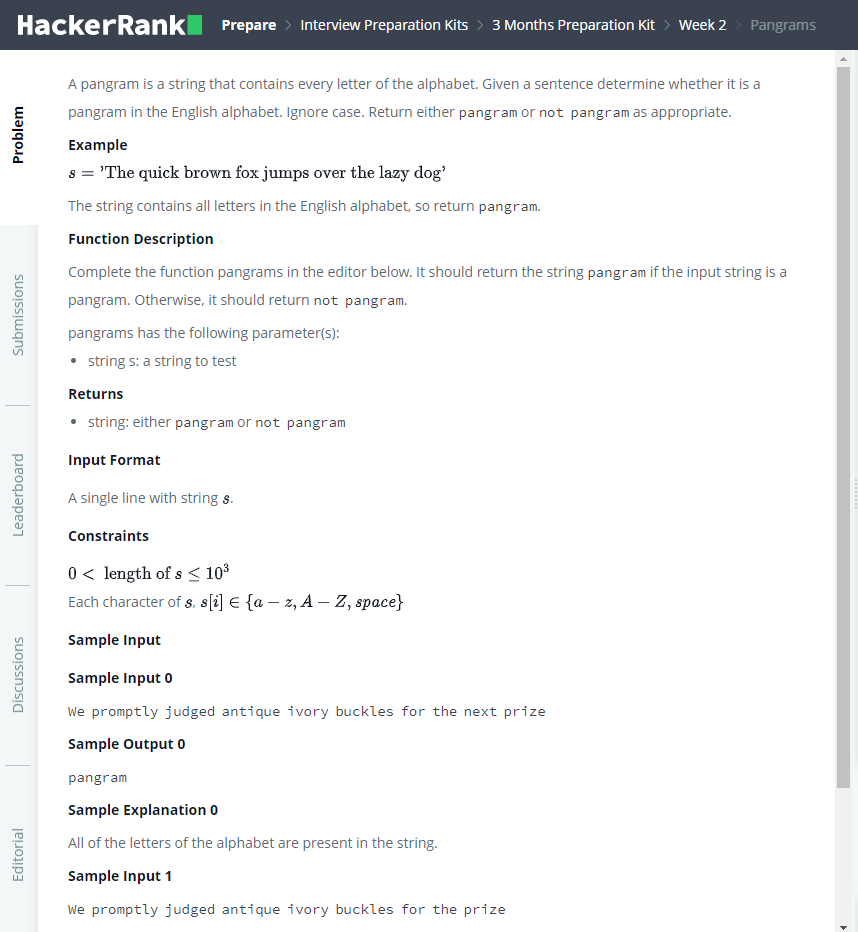 HackerRank Prepare > Interview Preparation Kits > 3 Months Preparation Kit > Week 2 > Pangrams
Problem
Submissions
Leaderboard
Discussions
Editorial
A pangram is a string that contains every letter of the alphabet. Given a sentence determine whether it is a
pangram in the English alphabet. Ignore case. Return either pangram or not pangram as appropriate.
Example
s = ’The quick brown fox jumps over the lazy dog’
The string contains all letters in the English alphabet, so return pangram.
Function Description
Complete the function pangrams in the editor below. It should return the string pangram if the input string is a
pangram. Otherwise, it should return not pangram.
pangrams has the following parameter(s):
• string s: a string to test
Returns
• string: either pangram or not pangram
Input Format
A single line with string s.
Constraints
0 < length of s ≤ 10³
Each character of s, s[i] ∈ {a − z, A − Z, space}
Sample Input
Sample Input 0
We promptly judged antique ivory buckles for the next prize
Sample Output 0
pangram
Sample Explanation 0
All of the letters of the alphabet are present in the string.
Sample Input 1
We promptly judged antique ivory buckles for the prize